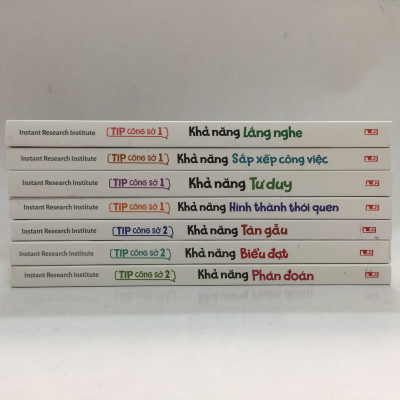 Instant Research Institute TIP công sở 1 Khả năng Lắng nghe
Instant Research Institute TIP công sở 1 Khả năng Sắp xếp công việc
Instant Research Institute TIP công sở 1 Khả năng Tư duy
Instant Research Institute TIP công sở 1 Khả năng Hình thành thói quen
Instant Research Institute TIP công sở 2 Khả năng Tán gẫu
Instant Research Institute TIP công sở 2 Khả năng Biểu đạt
Instant Research Institute TIP công sở 2 Khả năng Phán đoán